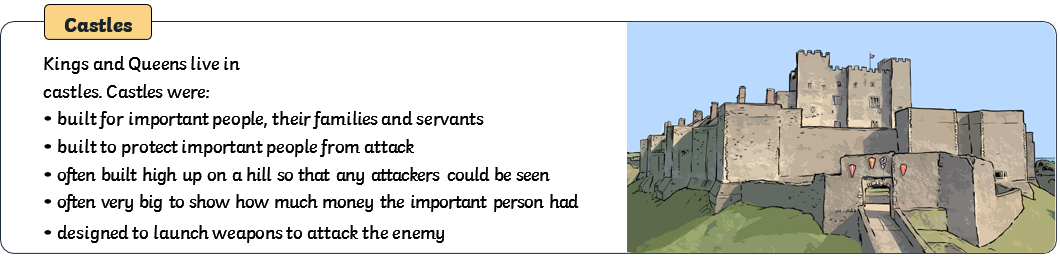 Castles
Kings and Queens live in
castles. Castles were:
• built for important people, their families and servants
• built to protect important people from attack
• often built high up on a hill so that any attackers could be seen
• often very big to show how much money the important person had
• designed to launch weapons to attack the enemy